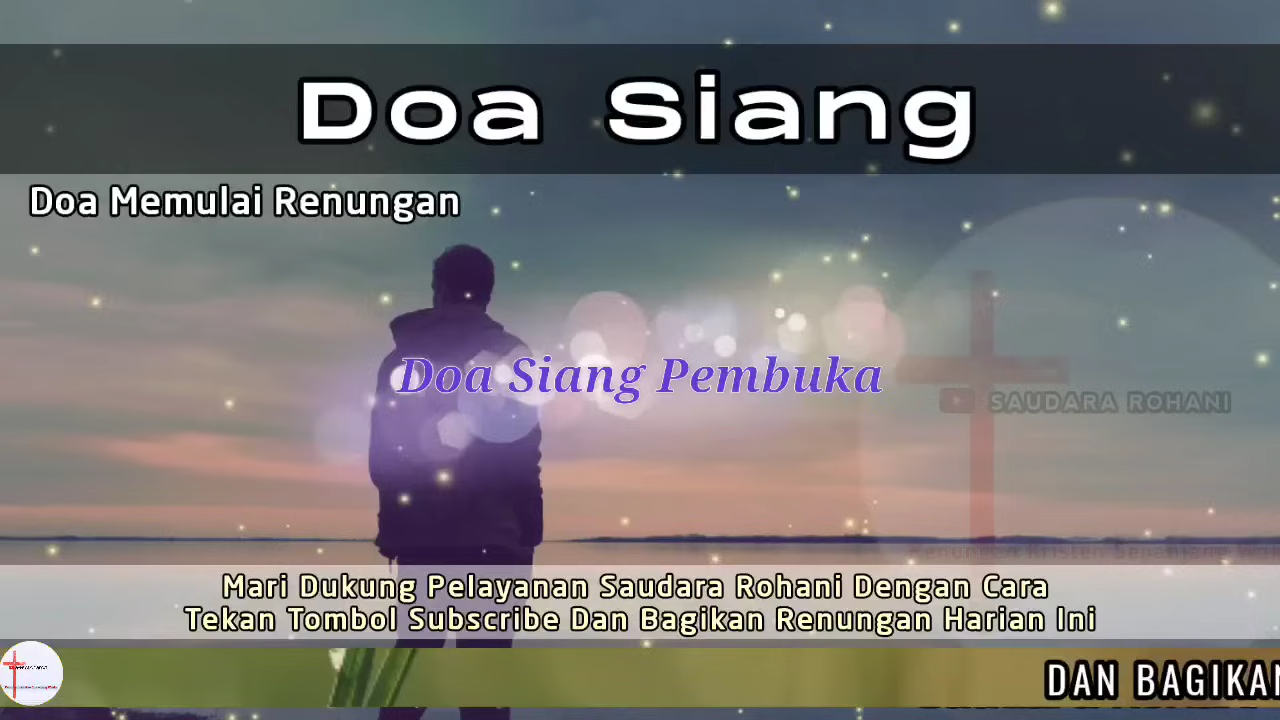 Doa Siang
Doa Memulai Renungan
Doa Siang Pembuka
SAUDARA ROHANI
Mari Dukung Pelayanan Saudara Rohani Dengan Cara
Tekan Tombol Subscribe Dan Bagikan Renungan Harian Ini
DAN BAGIKAN